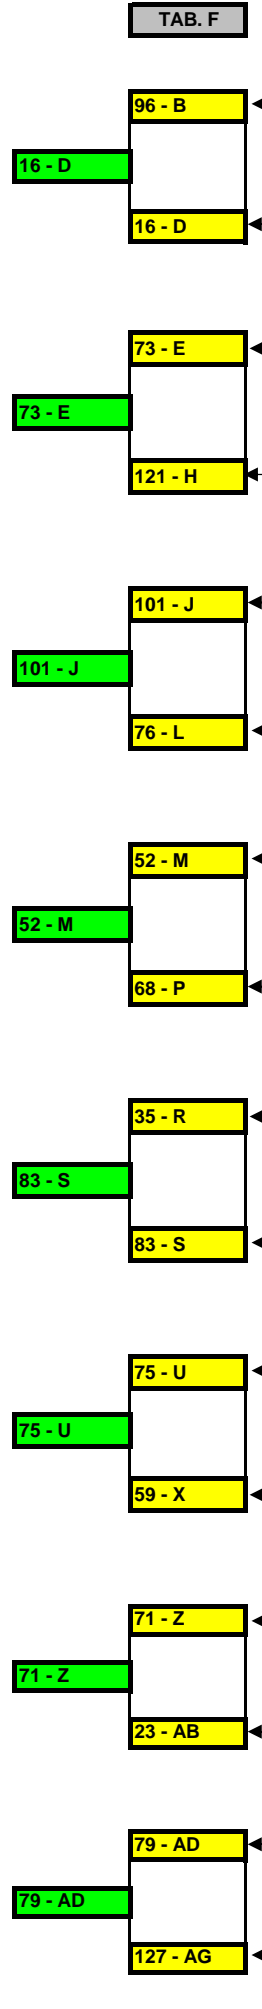 TAB. F
96 - B
16 - D
16 - D
73 - E
73 - E
121 - H
101 - J
101 - J
76 - L
52 - M
52 - M
68 - P
35 - R
83 - S
83 - S
75 - U
75 - U
59 - X
71 - Z
71 - Z
23 - AB
79 - AD
79 - AD
127 - AG